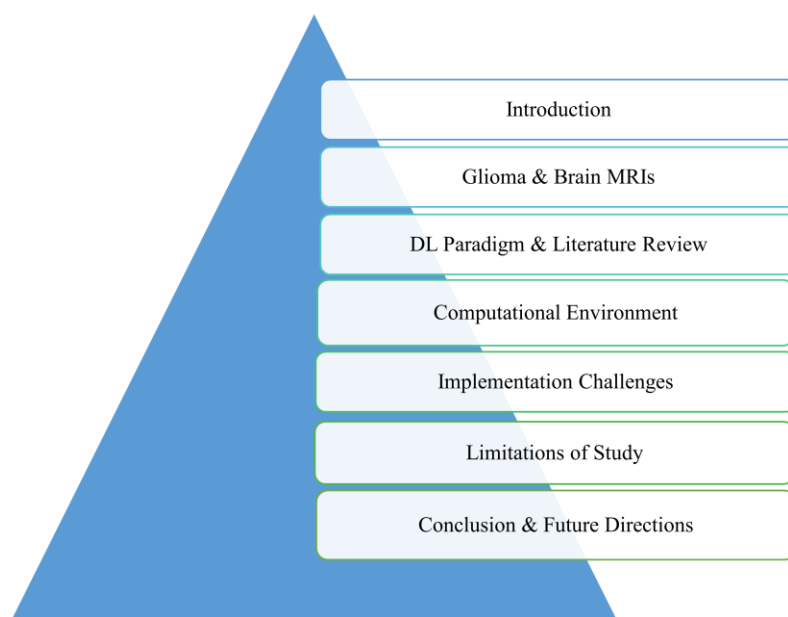 Introduction
Glioma & Brain MRIs
DL Paradigm & Literature Review
Computational Environment
Implementation Challenges
Limitations of Study
Conclusion & Future Directions